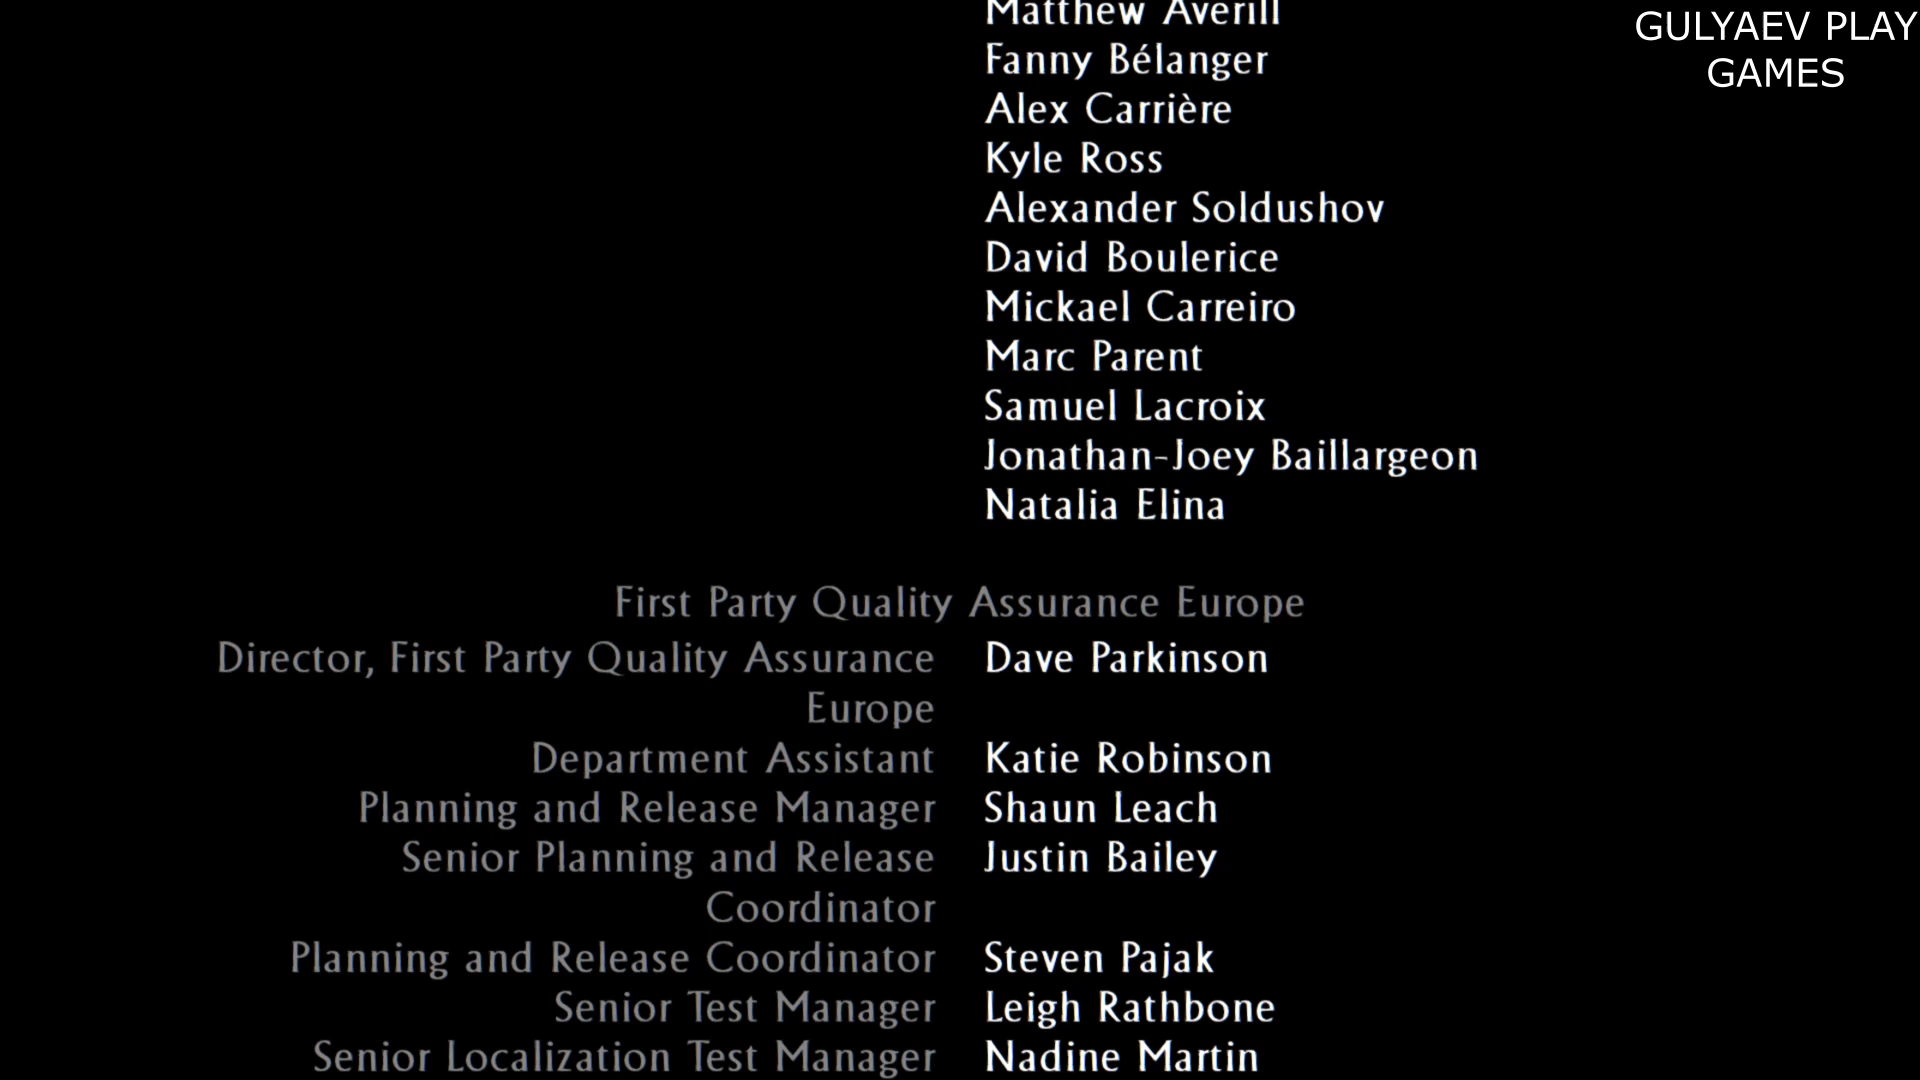 Matthew Averill
GULYAEV PLAY
GAMES
Fanny Bélanger
Alex Carrière
Kyle Ross
Alexander Soldushov
David Boulerice
Mickael Carreiro
Marc Parent
Samuel Lacroix
Jonathan-Joey Baillargeon
Natalia Elina
First Party Quality Assurance Europe
Director, First Party Quality Assurance Dave Parkinson
Europe
Department Assistant Katie Robinson
Planning and Release Manager Shaun Leach
Senior Planning and Release Justin Bailey
Coordinator
Planning and Release Coordinator Steven Pajak
Senior Test Manager Leigh Rathbone
Senior Localization Test Manager Nadine Martin